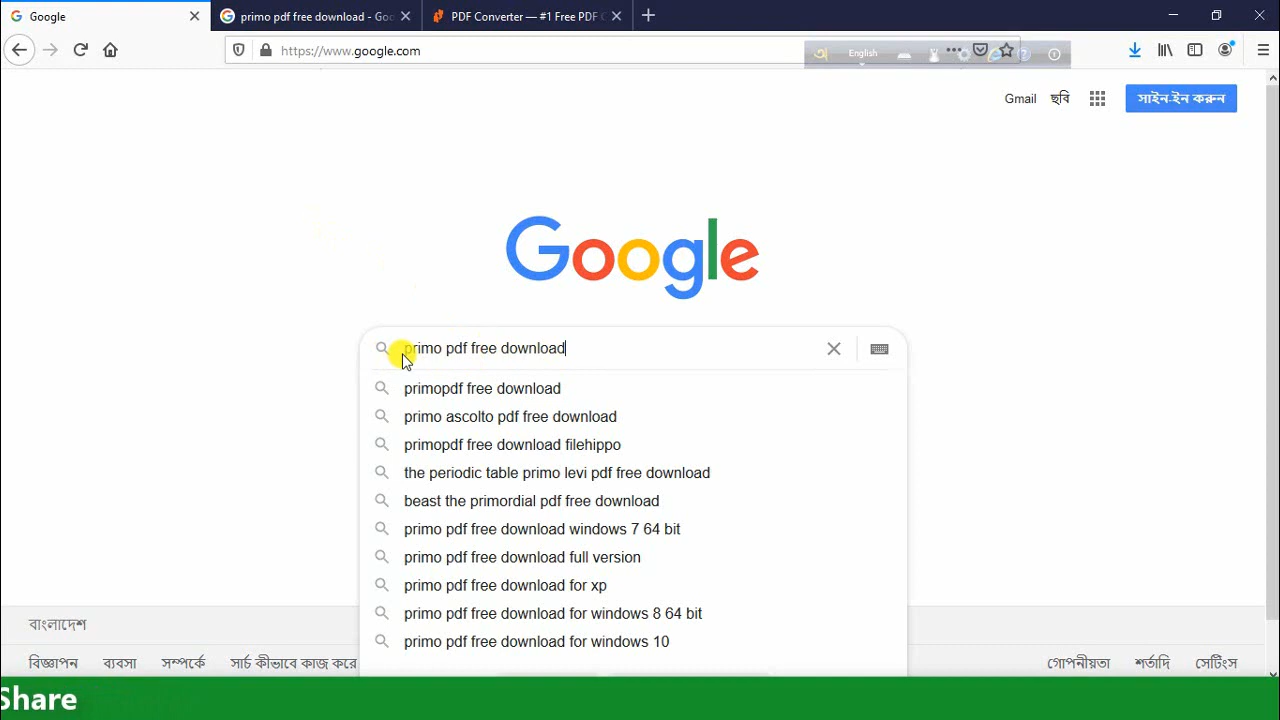 Google
primo pdf free download - Goo
PDF Converter — #1 Free PDF C
https://www.google.com
English
Gmail ছবি সাইন-ইন করুন
Google
primo pdf free download
primopdf free download
primo ascolto pdf free download
primopdf free download filehippo
the periodic table primo levi pdf free download
beast the primordial pdf free download
primo pdf free download windows 7 64 bit
primo pdf free download full version
primo pdf free download for xp
primo pdf free download for windows 8 64 bit
primo pdf free download for windows 10
বাংলাদেশ
বিজ্ঞাপন ব্যবসা সম্পর্কে সার্চ কীভাবে কাজ করে গোপনীয়তা শর্তাদি সেটিংস
Share